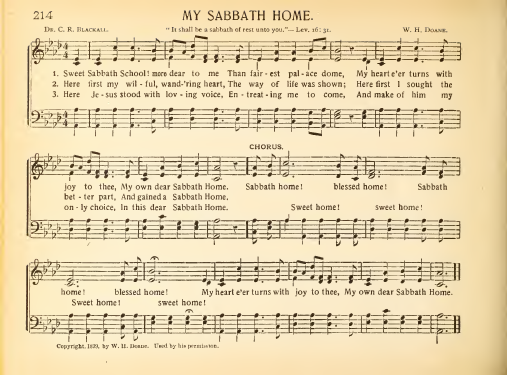 214
MY SABBATH HOME.
Dr. C. R. Blackall. "It shall be a sabbath of rest unto you."—Lev. 16: 31. W. H. Doane.
1. Sweet Sabbath School! more dear to me Than fair - est pal - ace dome, My heart e'er turns with
2. Here first my wil - ful, wand'ring heart, The way of life was shown; Here first I sought the
3. Here Je - sus stood with lov - ing voice, En - treat - ing me to come, And make of him my
CHORUS.
joy to thee, My own dear Sabbath Home. Sabbath home! blessed home! Sabbath
bet - ter part, And gained a Sabbath Home.
on - ly choice, In this dear Sabbath Home. Sweet home! sweet home!
home! blessed home! My heart e'er turns with joy to thee, My own dear Sabbath Home.
Sweet home! sweet home!
Copyright, by W. H. Doane. Used by his permission.